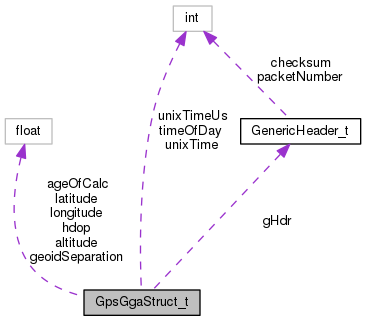 int
checksum
packetNumber
unixTimeUs
timeOfDay
unixTime
float
GenericHeader_t
ageOfCalc
latitude
longitude
hdop
altitude
geoidSeparation
gHdr
GpsGgaStruct_t